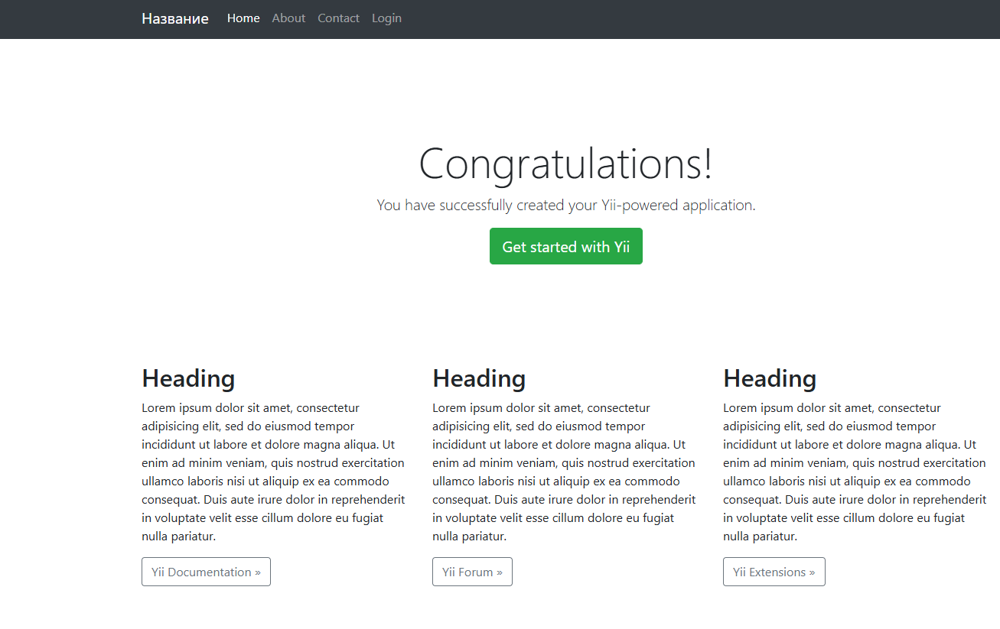 Название Home About Contact Login
Congratulations!
You have successfully created your Yii-powered application.
Get started with Yii
Heading
Lorem ipsum dolor sit amet, consectetur
adipisicing elit, sed do eiusmod tempor
incididunt ut labore et dolore magna aliqua. Ut
enim ad minim veniam, quis nostrud exercitation
ullamco laboris nisi ut aliquip ex ea commodo
consequat. Duis aute irure dolor in reprehenderit
in voluptate velit esse cillum dolore eu fugiat
nulla pariatur.
Yii Documentation »
Heading
Lorem ipsum dolor sit amet, consectetur
adipisicing elit, sed do eiusmod tempor
incididunt ut labore et dolore magna aliqua. Ut
enim ad minim veniam, quis nostrud exercitation
ullamco laboris nisi ut aliquip ex ea commodo
consequat. Duis aute irure dolor in reprehenderit
in voluptate velit esse cillum dolore eu fugiat
nulla pariatur.
Yii Forum »
Heading
Lorem ipsum dolor sit amet, consectetur
adipisicing elit, sed do eiusmod tempor
incididunt ut labore et dolore magna aliqua. Ut
enim ad minim veniam, quis nostrud exercitation
ullamco laboris nisi ut aliquip ex ea commodo
consequat. Duis aute irure dolor in reprehenderit
in voluptate velit esse cillum dolore eu fugiat
nulla pariatur.
Yii Extensions »